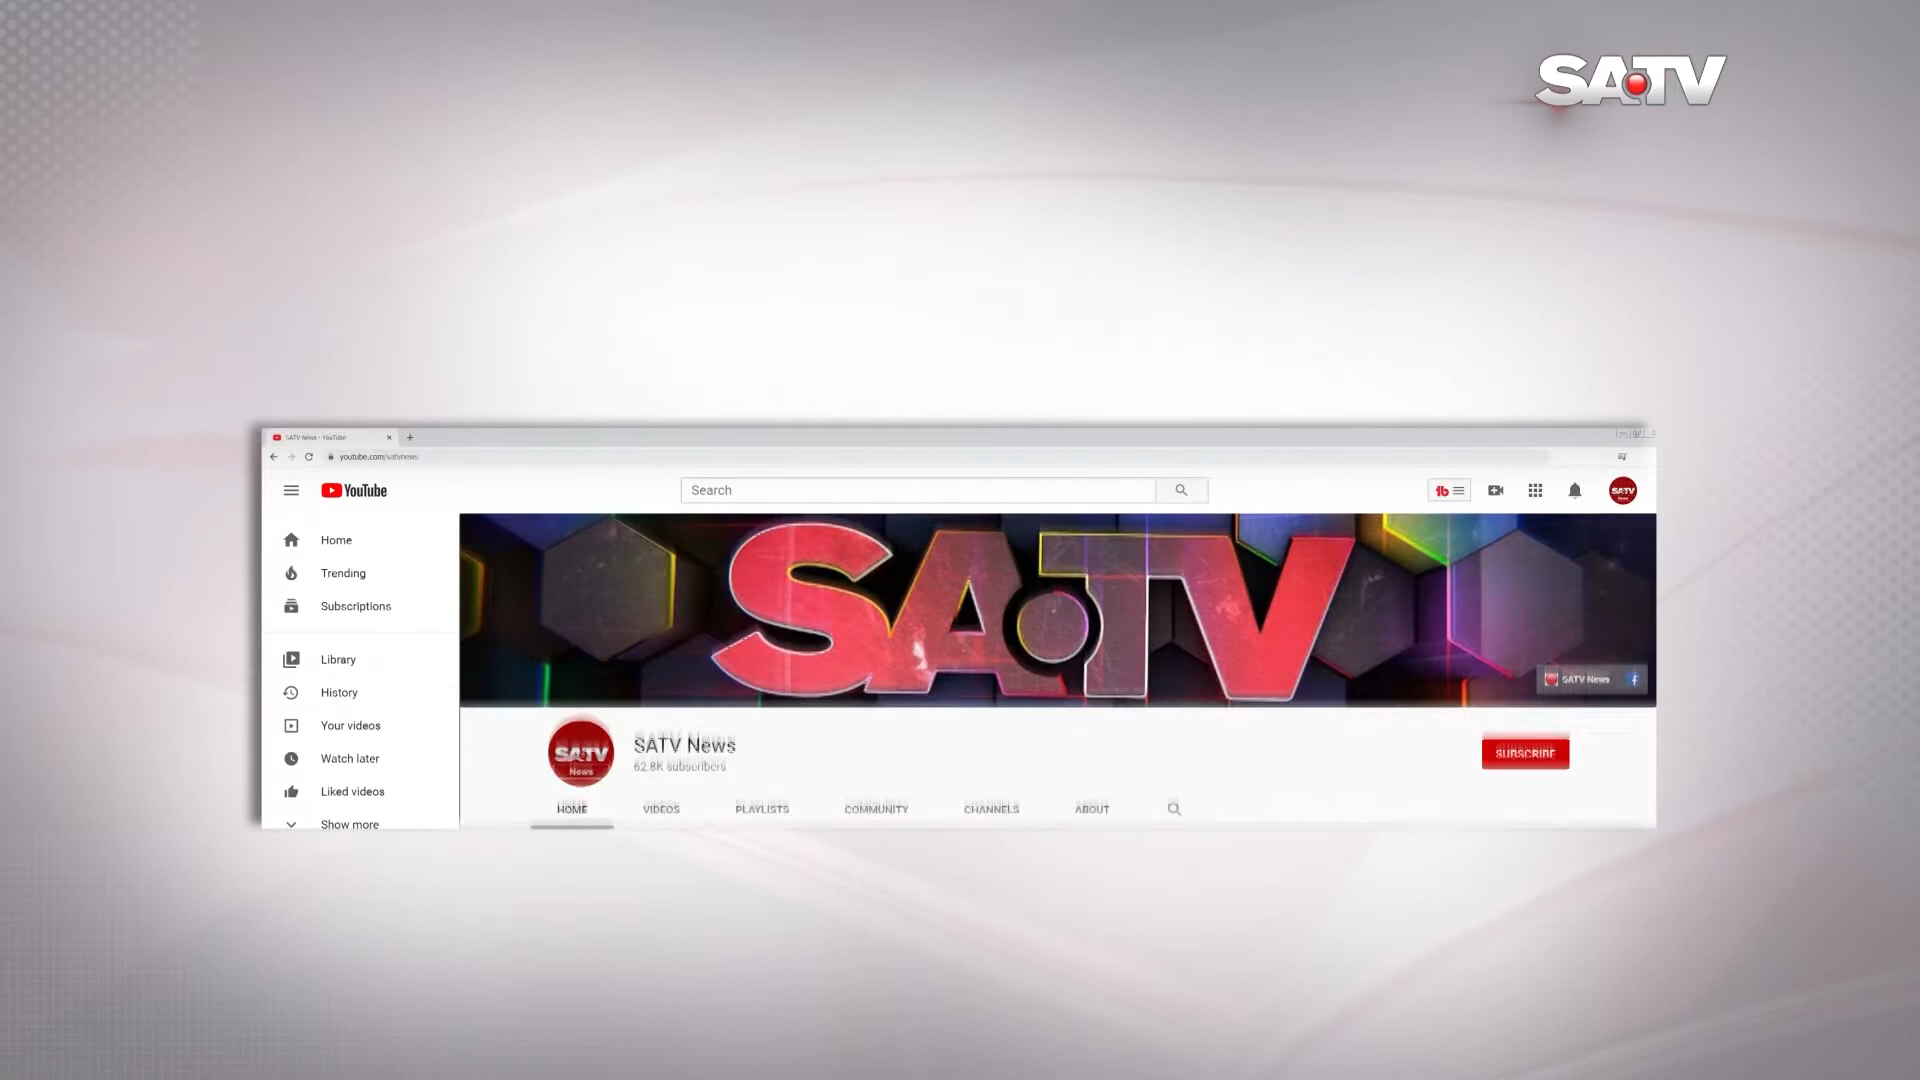 SATV
SATV News - YouTube
youtube.com/satvnews
YouTube
Search
SATV
News
Home
Trending
Subscriptions
Library
History
Your videos
Watch later
Liked videos
Show more
SATV
SATV News
SATV
News
SATV News
62.8K subscribers
SUBSCRIBE
HOME
VIDEOS
PLAYLISTS
COMMUNITY
CHANNELS
ABOUT